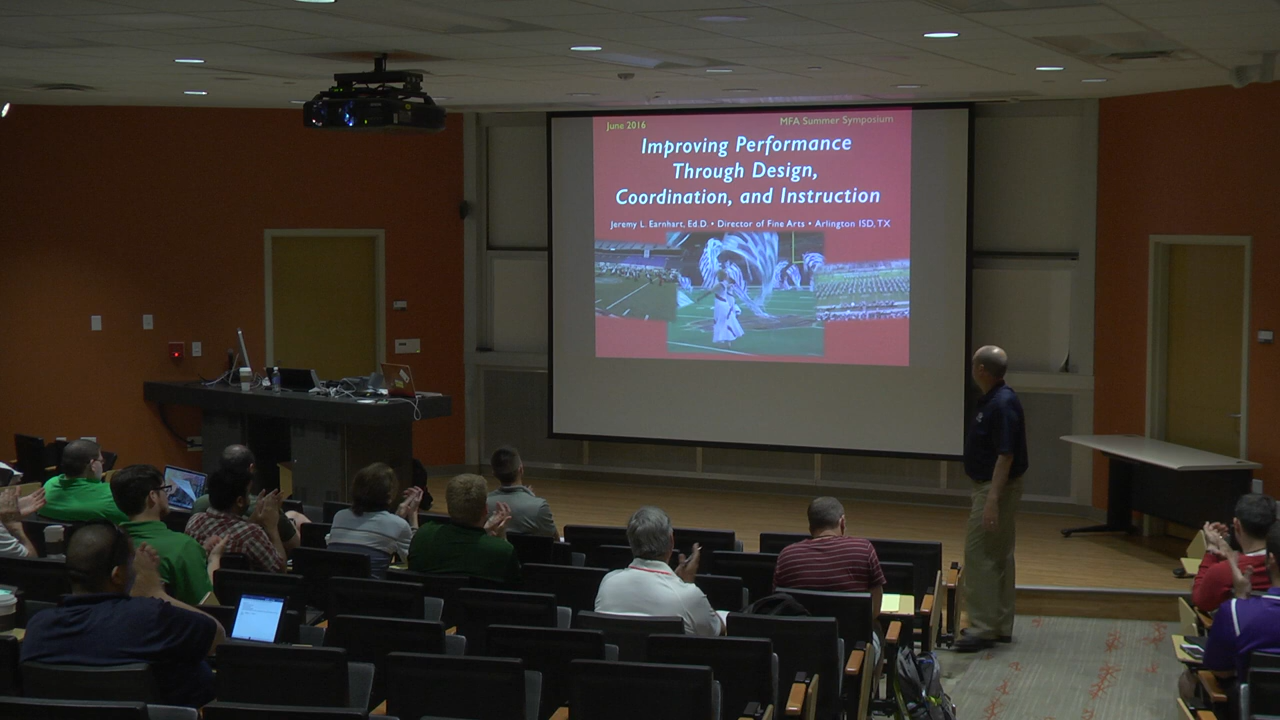 June 2016
MFA Summer Symposium
Improving Performance
Through Design,
Coordination, and Instruction
Jeremy L. Earnhart, Ed.D. • Director of Fine Arts • Arlington ISD, TX